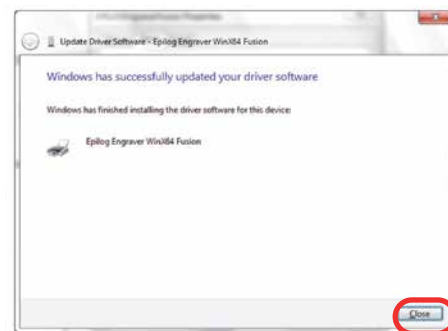 Update Driver Software - Epilog Engraver WinX64 Fusion
Windows has successfully updated your driver software
Windows has finished installing the driver software for this device:
Epilog Engraver WinX64 Fusion
Close